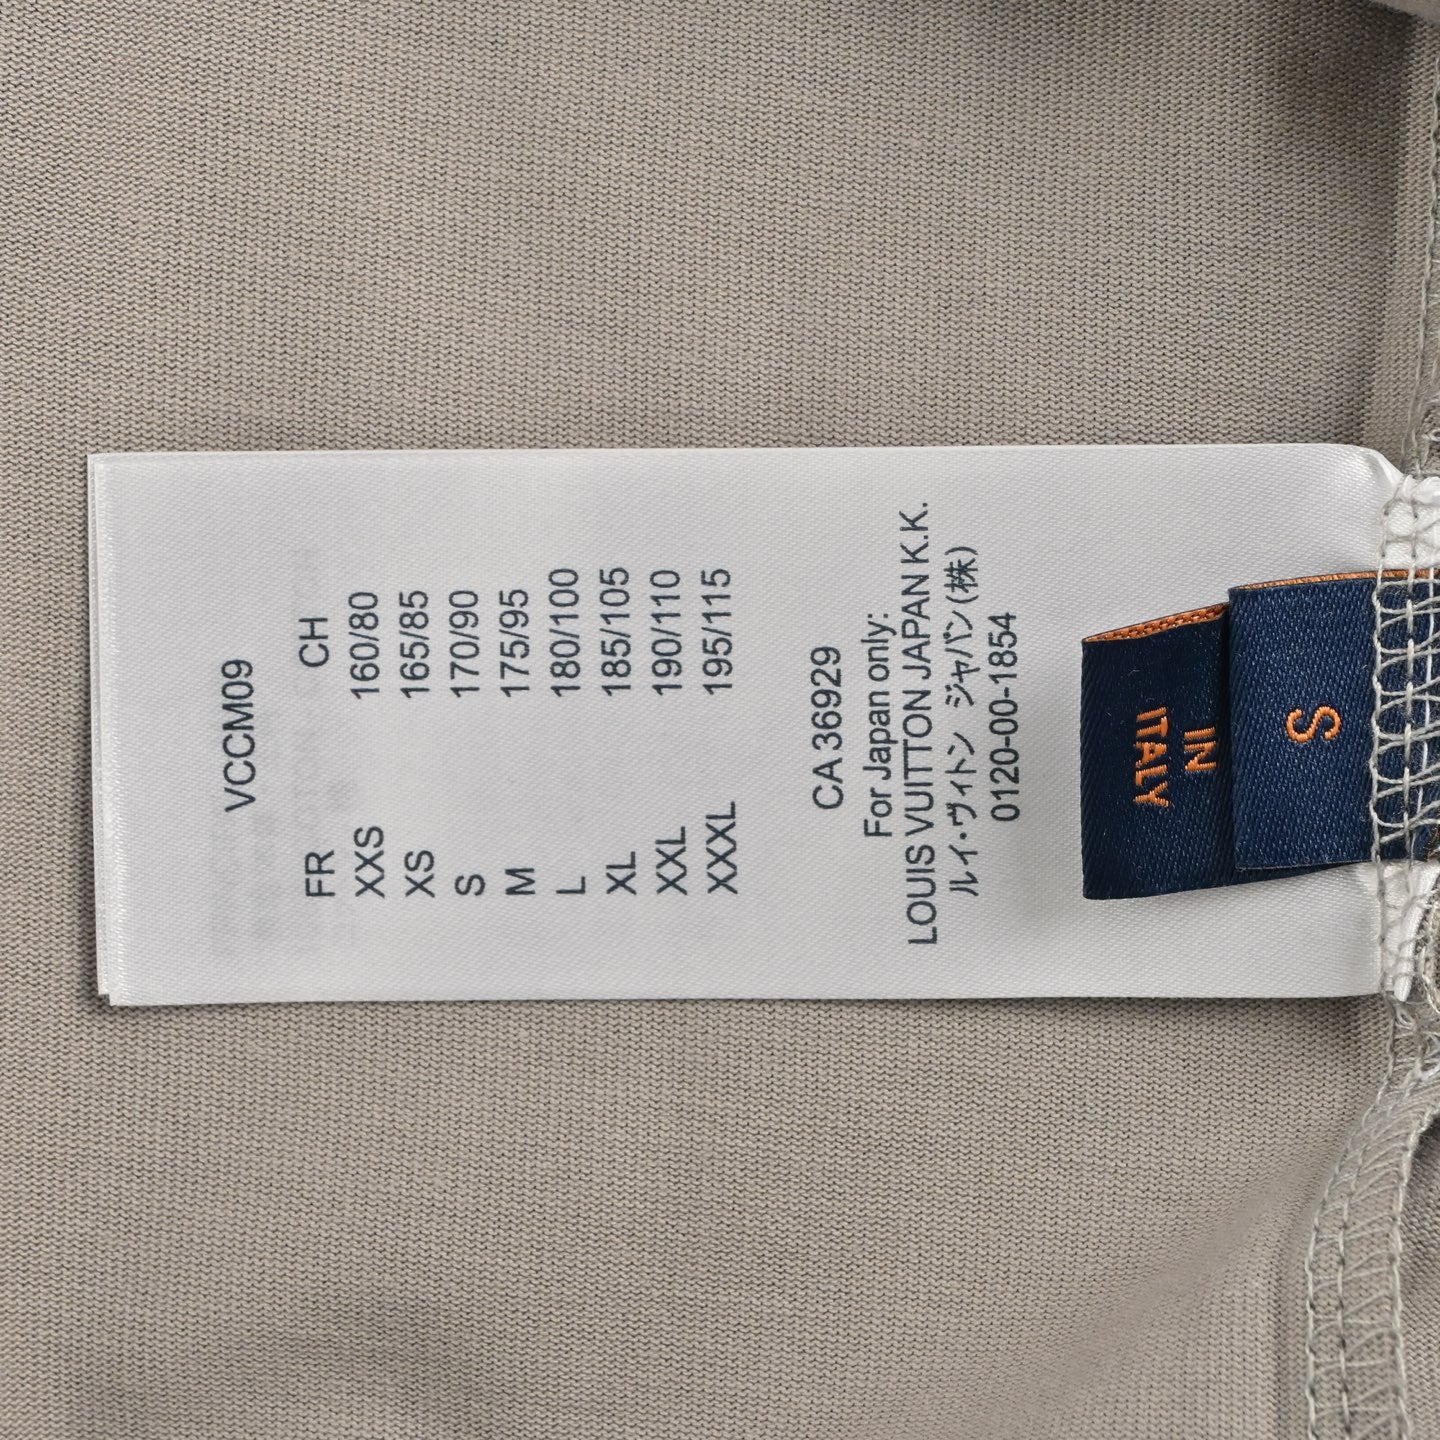 VCCM09
FR CH
XXS 160/80
XS 165/85
S 170/90
M 175/95
L 180/100
XL 185/105
XXL 190/110
XXXL 195/115
CA 36929
For Japan only:
LOUIS VUITTON JAPAN K.K.
ルイ・ヴィトン ジャパン(株)
0120-00-1854
IN
ITALY
S